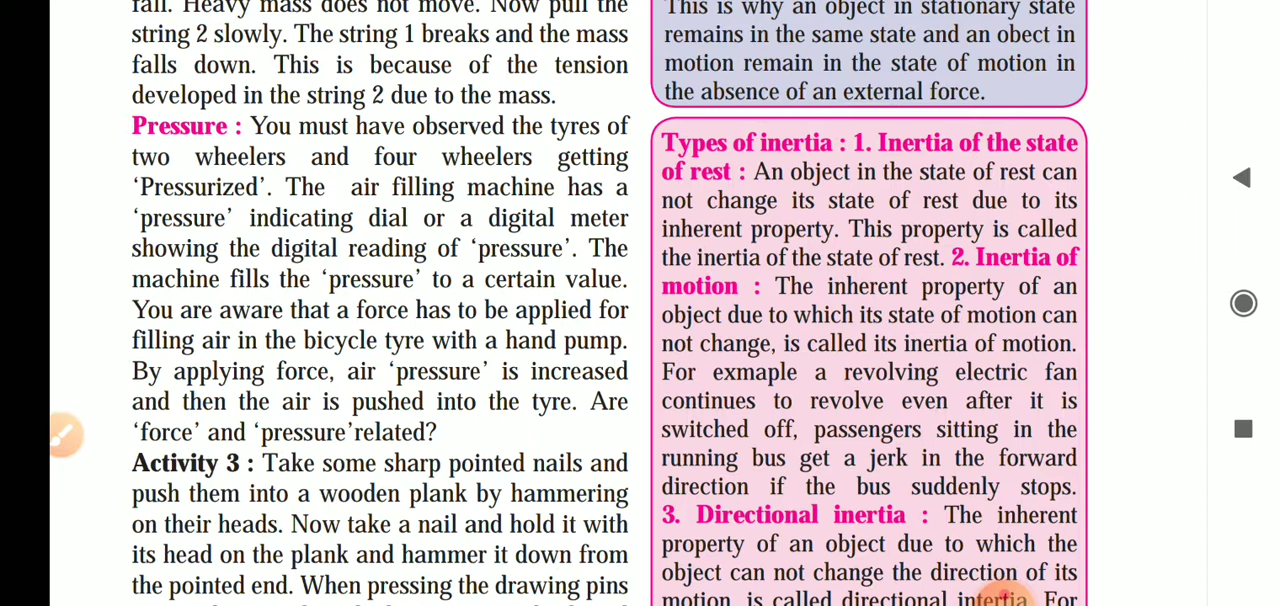 fall. Heavy mass does not move. Now pull the
string 2 slowly. The string 1 breaks and the mass
falls down. This is because of the tension
developed in the string 2 due to the mass.
Pressure : You must have observed the tyres of
two wheelers and four wheelers getting
‘Pressurized’. The air filling machine has a
‘pressure’ indicating dial or a digital meter
showing the digital reading of ‘pressure’. The
machine fills the ‘pressure’ to a certain value.
You are aware that a force has to be applied for
filling air in the bicycle tyre with a hand pump.
By applying force, air ‘pressure’ is increased
and then the air is pushed into the tyre. Are
‘force’ and ‘pressure’related?
Activity 3 : Take some sharp pointed nails and
push them into a wooden plank by hammering
on their heads. Now take a nail and hold it with
its head on the plank and hammer it down from
the pointed end. When pressing the drawing pins
This is why an object in stationary state
remains in the same state and an obect in
motion remain in the state of motion in
the absence of an external force.
Types of inertia : 1. Inertia of the state
of rest : An object in the state of rest can
not change its state of rest due to its
inherent property. This property is called
the inertia of the state of rest. 2. Inertia of
motion : The inherent property of an
object due to which its state of motion can
not change, is called its inertia of motion.
For exmaple a revolving electric fan
continues to revolve even after it is
switched off, passengers sitting in the
running bus get a jerk in the forward
direction if the bus suddenly stops.
3. Directional inertia : The inherent
property of an object due to which the
object can not change the direction of its
motion, is called directional inertia. For